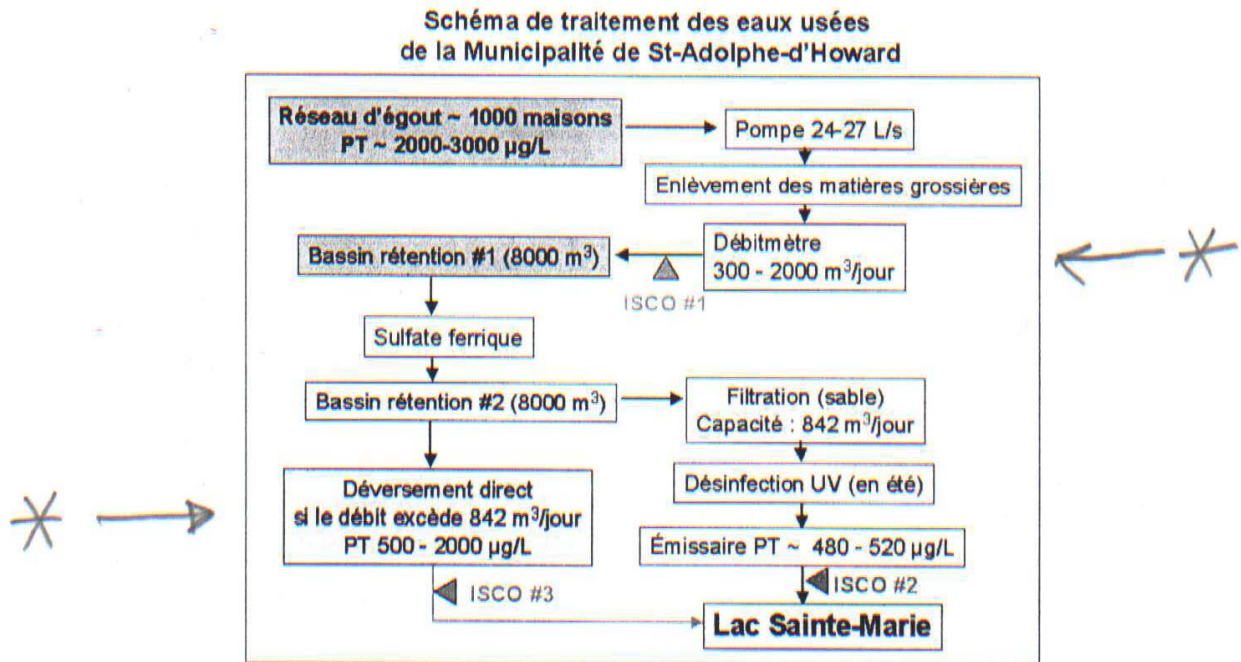 Schéma de traitement des eaux usées
de la Municipalité de St-Adolphe-d'Howard
Réseau d'égout ~ 1000 maisons
PT ~ 2000-3000 µg/L
Pompe 24-27 L/s
Enlèvement des matières grossières
Débitmètre
300 - 2000 m³/jour
Bassin rétention #1 (8000 m³)
ISCO #1
Sulfate ferrique
Bassin rétention #2 (8000 m³)
Filtration (sable)
Capacité : 842 m³/jour
Désinfection UV (en été)
Déversement direct
si le débit excède 842 m³/jour
PT 500 - 2000 µg/L
Émissaire PT ~ 480 - 520 µg/L
ISCO #2
ISCO #3
Lac Sainte-Marie